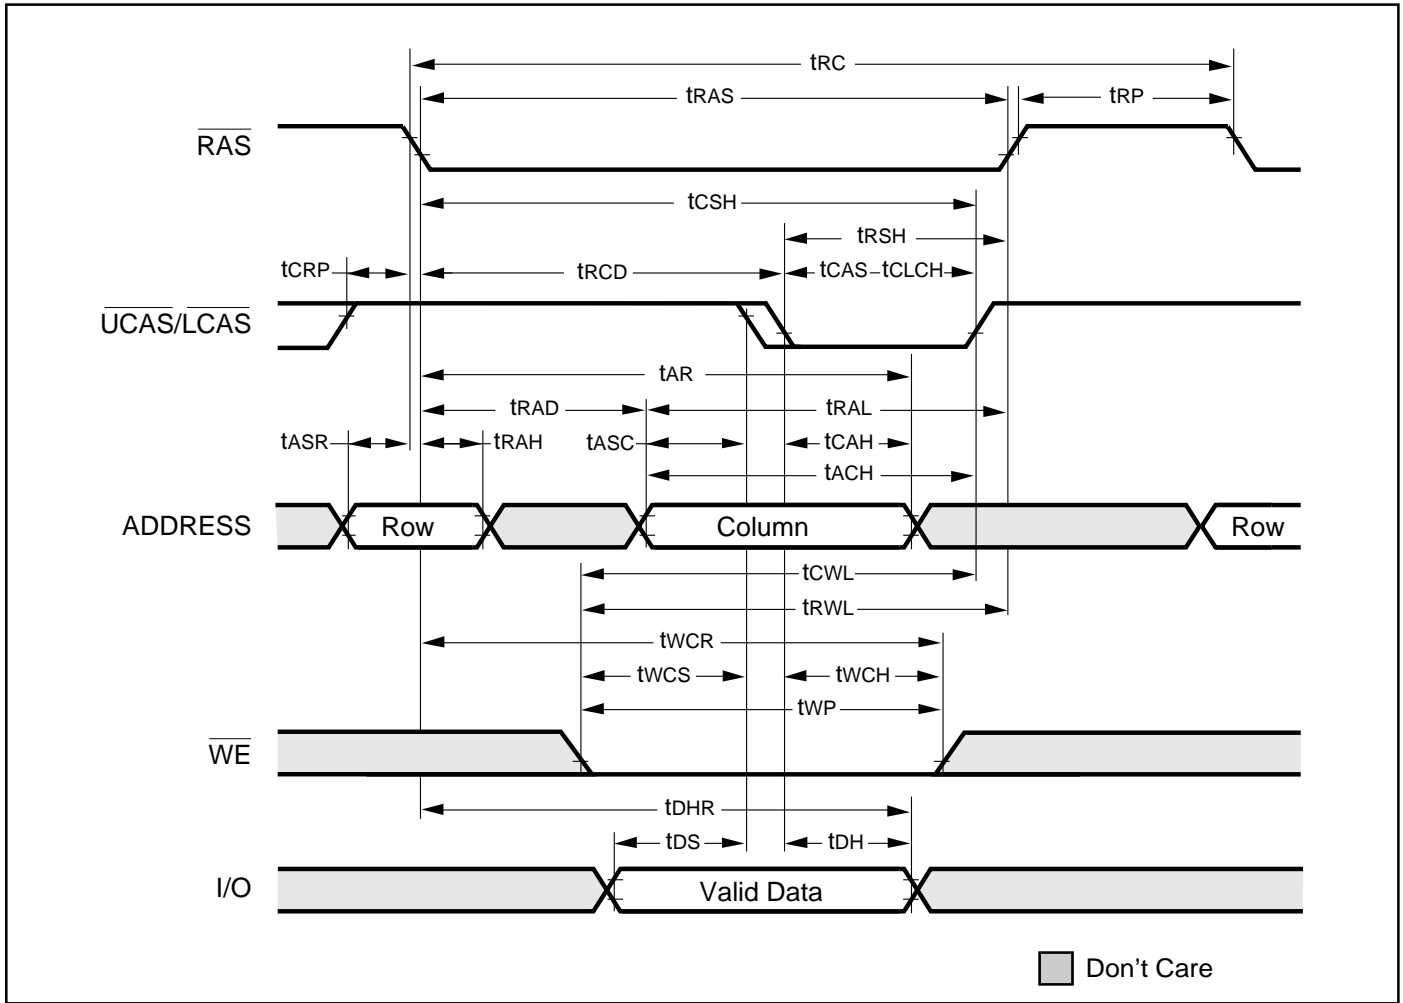 tRC
tRAS
tRP
RAS
tCSH
tRSH
tCRP
tRCD
tCAS
tCLCH
UCAS/LCAS
tAR
tRAD
tRAL
tASR
tRAH
tASC
tCAH
tACH
ADDRESS
Row
Column
Row
tCWL
tRWL
tWCR
tWCS
tWCH
tWP
WE
tDHR
tDS
tDH
I/O
Valid Data
Don't Care